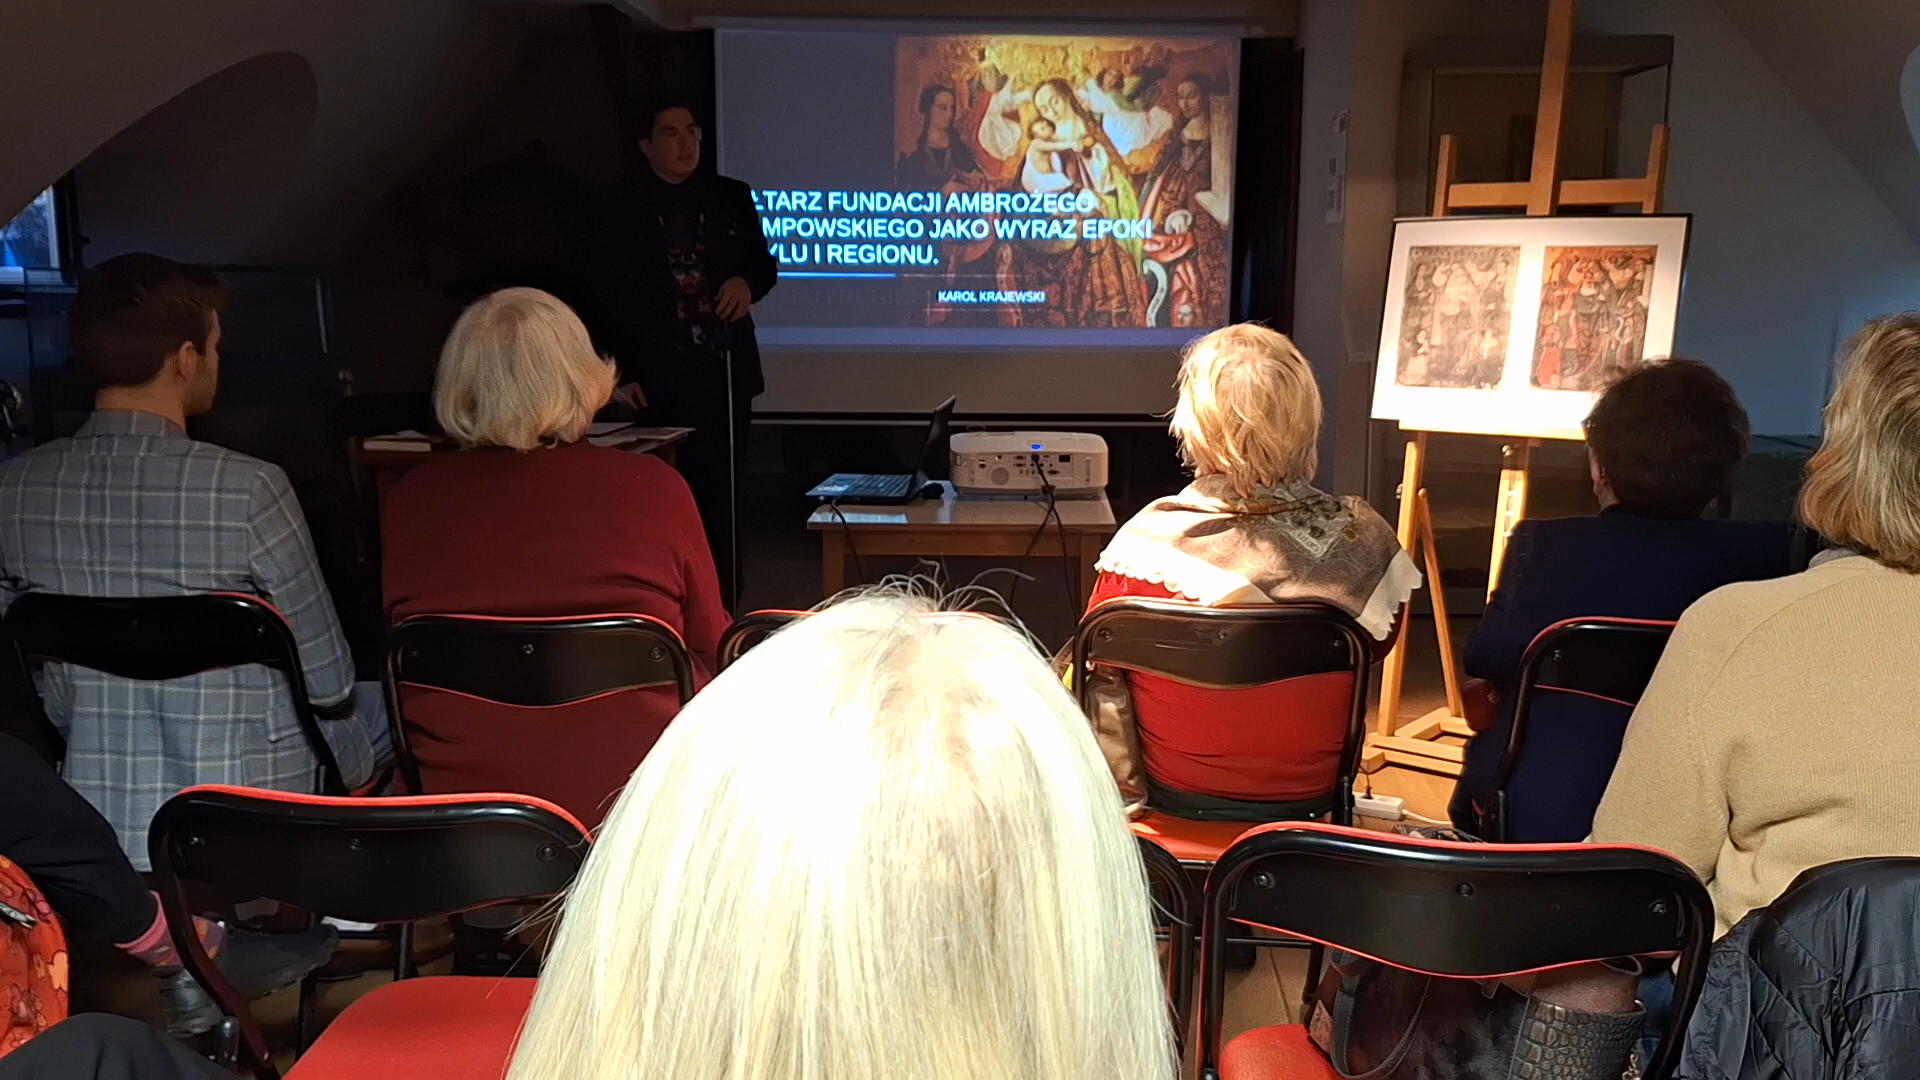 ŁTARZ FUNDACJI AMBROŻEGO
MPOWSKIEGO JAKO WYRAZ EPOKI
YLU I REGIONU.
KAROL KRAJEWSKI